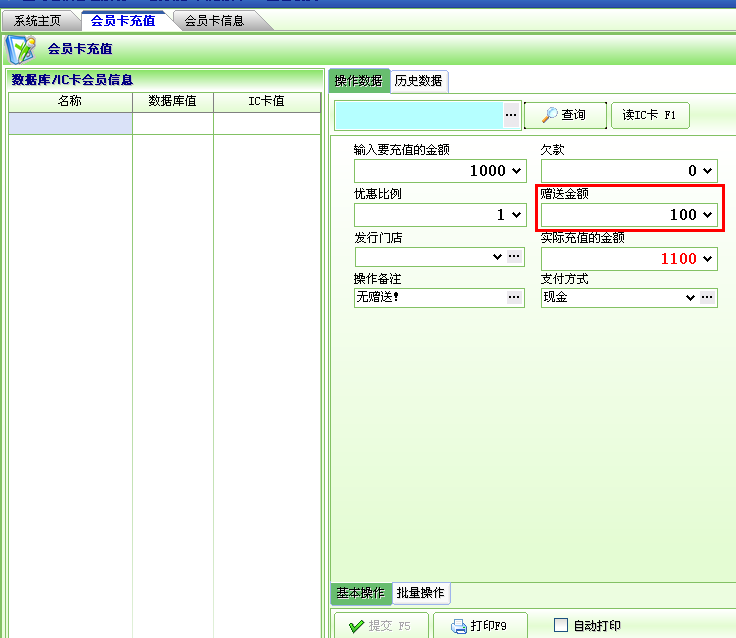 系统主页 会员卡充值 会员卡信息
会员卡充值
数据库/IC卡会员信息
名称 数据库值 IC卡值
操作数据 历史数据
... 查询 读IC卡 F1
输入要充值的金额 欠款
1000 0
优惠比例 赠送金额
1 100
发行门店 实际充值的金额
... 1100
操作备注 支付方式
无赠送! ... 现金 ...
基本操作 批量操作
提交 F5 打印F9 自动打印